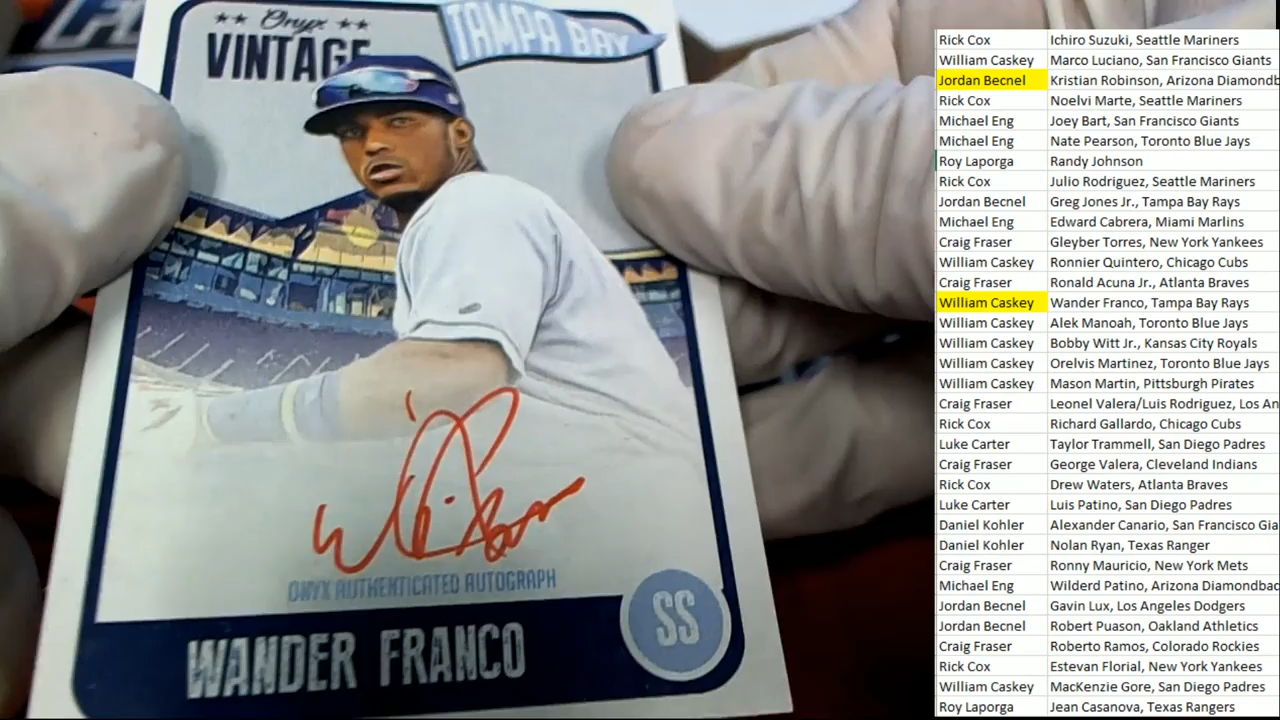 Onyx
VINTAGE
TAMPA BAY
ONYX AUTHENTICATED AUTOGRAPH
WANDER FRANCO
SS
Rick Cox Ichiro Suzuki, Seattle Mariners
William Caskey Marco Luciano, San Francisco Giants
Jordan Becnel Kristian Robinson, Arizona Diamondb
Rick Cox Noelvi Marte, Seattle Mariners
Michael Eng Joey Bart, San Francisco Giants
Michael Eng Nate Pearson, Toronto Blue Jays
Roy Laporga Randy Johnson
Rick Cox Julio Rodriguez, Seattle Mariners
Jordan Becnel Greg Jones Jr., Tampa Bay Rays
Michael Eng Edward Cabrera, Miami Marlins
Craig Fraser Gleyber Torres, New York Yankees
William Caskey Ronnier Quintero, Chicago Cubs
Craig Fraser Ronald Acuna Jr., Atlanta Braves
William Caskey Wander Franco, Tampa Bay Rays
William Caskey Alek Manoah, Toronto Blue Jays
William Caskey Bobby Witt Jr., Kansas City Royals
William Caskey Orelvis Martinez, Toronto Blue Jays
William Caskey Mason Martin, Pittsburgh Pirates
Craig Fraser Leonel Valera/Luis Rodriguez, Los An
Rick Cox Richard Gallardo, Chicago Cubs
Luke Carter Taylor Trammell, San Diego Padres
Craig Fraser George Valera, Cleveland Indians
Rick Cox Drew Waters, Atlanta Braves
Luke Carter Luis Patino, San Diego Padres
Daniel Kohler Alexander Canario, San Francisco Gia
Daniel Kohler Nolan Ryan, Texas Ranger
Craig Fraser Ronny Mauricio, New York Mets
Michael Eng Wilderd Patino, Arizona Diamondbac
Jordan Becnel Gavin Lux, Los Angeles Dodgers
Jordan Becnel Robert Puason, Oakland Athletics
Craig Fraser Roberto Ramos, Colorado Rockies
Rick Cox Estevan Florial, New York Yankees
William Caskey MacKenzie Gore, San Diego Padres
Roy Laporga Jean Casanova, Texas Rangers